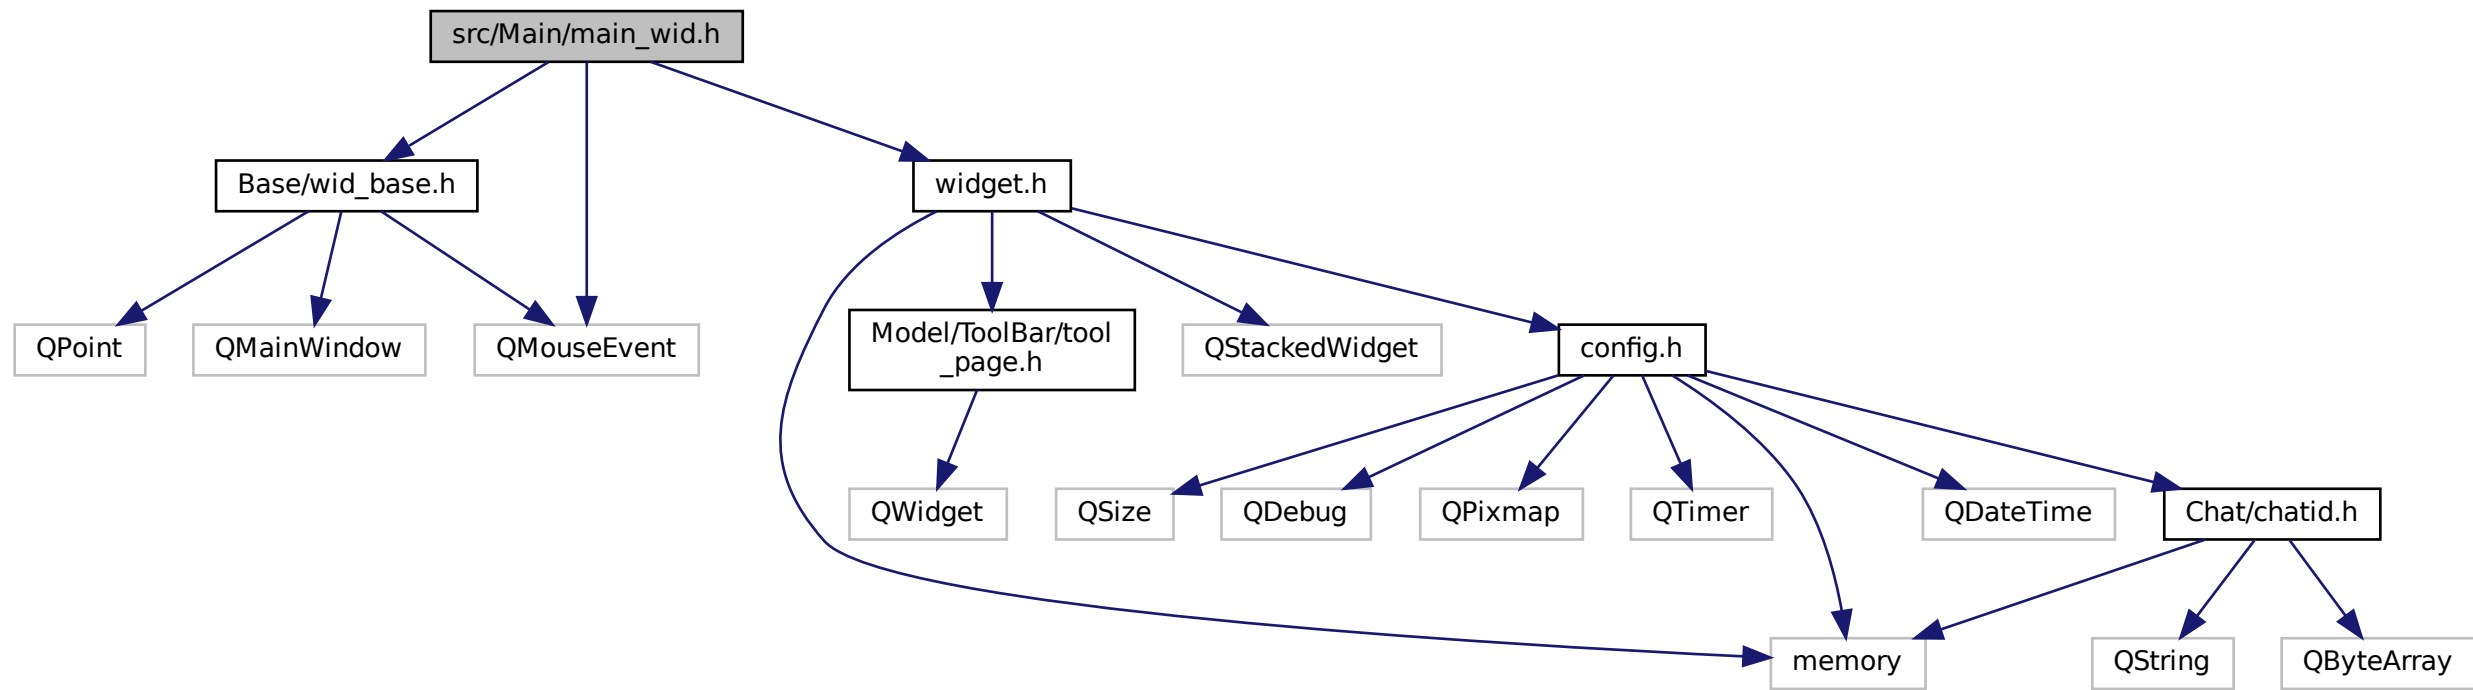 src/Main/main_wid.h
Base/wid_base.h
widget.h
QPoint
QMainWindow
QMouseEvent
Model/ToolBar/tool
_page.h
QStackedWidget
config.h
QWidget
QSize
QDebug
QPixmap
QTimer
QDateTime
Chat/chatid.h
memory
QString
QByteArray